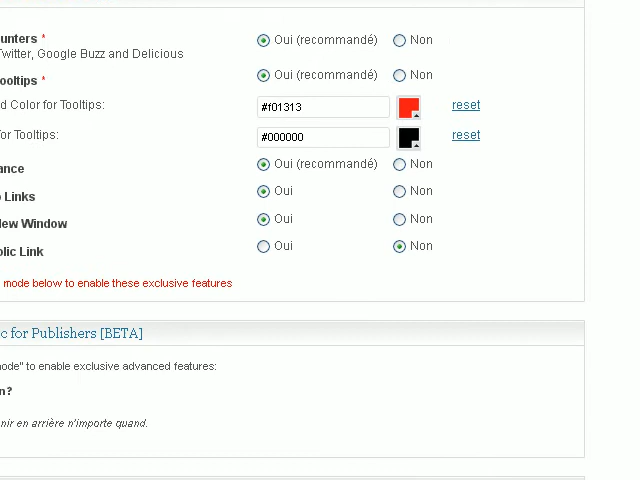 unters * Oui (recommandé) Non
Twitter, Google Buzz and Delicious
ooltips * Oui (recommandé) Non
d Color for Tooltips: #f01313 reset
or Tooltips: #000000 reset
ance Oui (recommandé) Non
Links Oui Non
New Window Oui Non
blic Link Oui Non
mode below to enable these exclusive features
c for Publishers [BETA]
mode" to enable exclusive advanced features:
n?
nir en arrière n'importe quand.